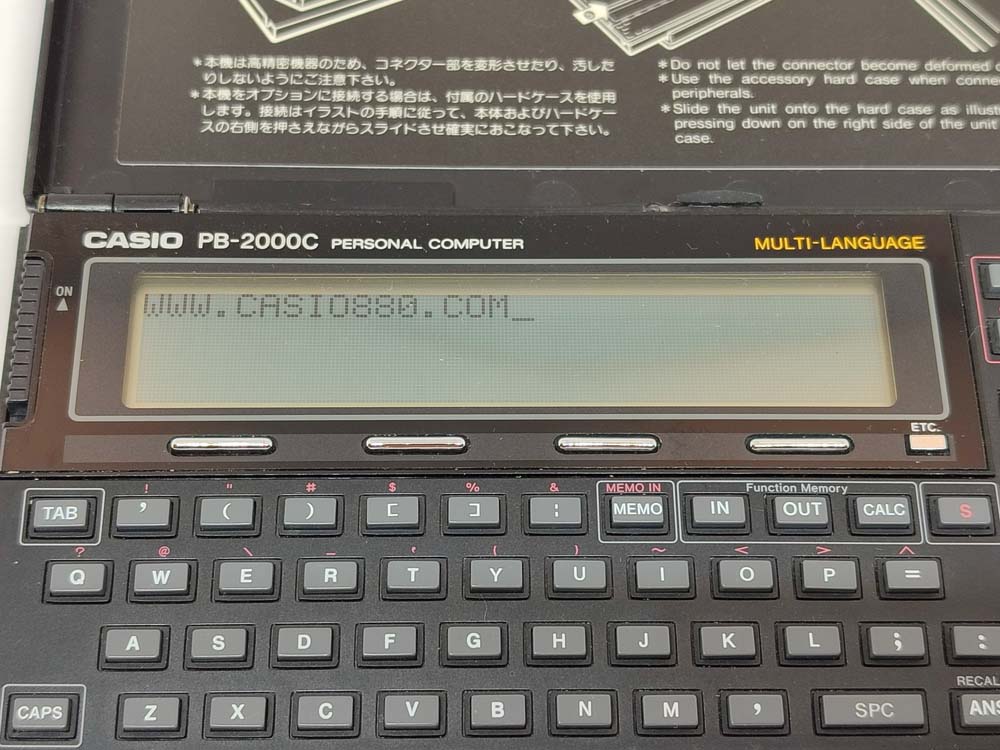 *本機は高精密機器のため、コネクター部を変形させたり、汚した
りしないようにご注意下さい。
*本機をオプションに接続する場合は、付属のハードケースを使用
します。接続はイラストの手順に従って、本体およびハードケー
スの右側を押さえながらスライドさせ確実におこなって下さい。
*Do not let the connector become deformed
*Use the accessory hard case when
peripherals.
*Slide the unit onto the hard case as
pressing down on the right side of the unit
case.
CASIO PB-2000C PERSONAL COMPUTER MULTI-LANGUAGE
ON
WWW.CASIO880.COM_
ETC.
! " # $ % & MEMO IN Function Memory
TAB ' ( ) [ ] ¦ MEMO IN OUT CALC S
? @ \ _ ‘ { } ~ < > ^
Q W E R T Y U I O P =
A S D F G H J K L ; :
RECAL
CAPS Z X C V B N M , SPC ANS